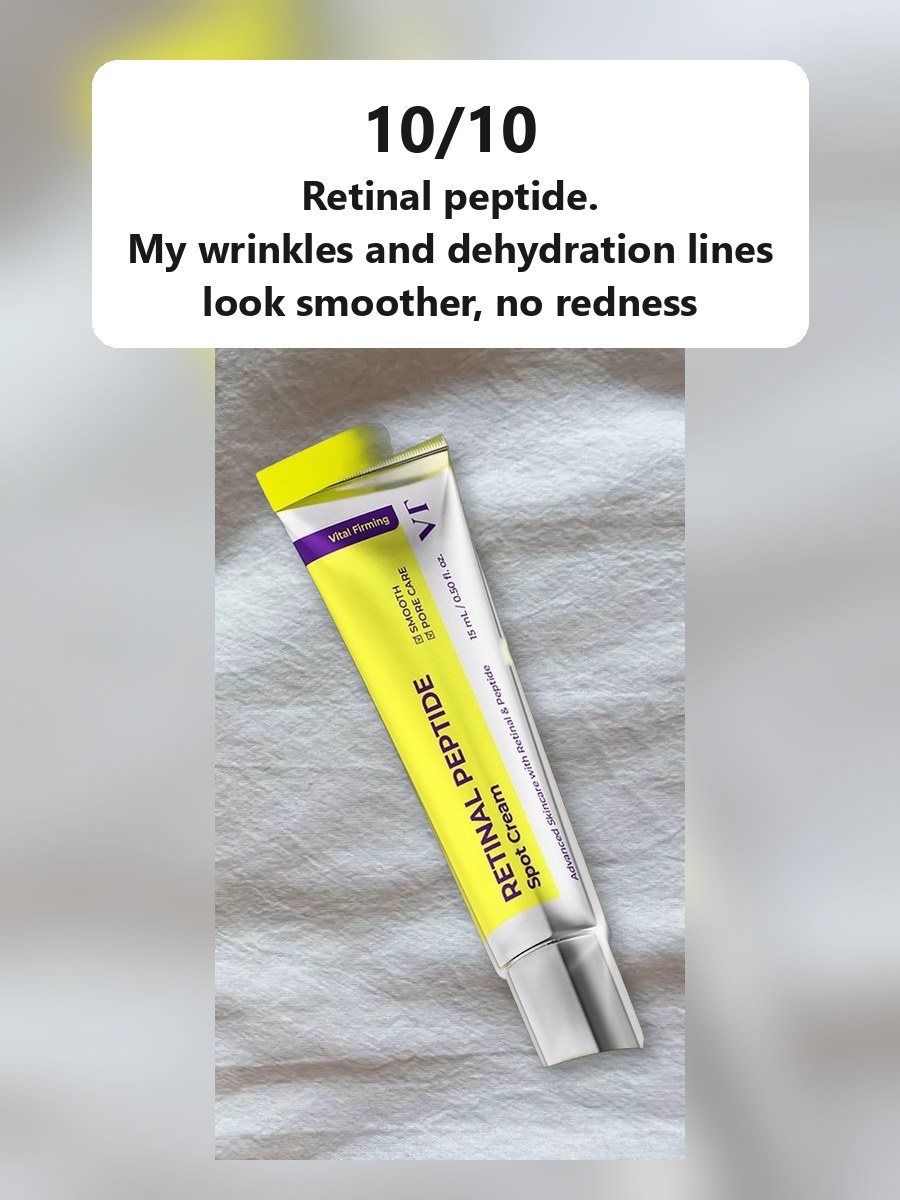 10/10
Retinal peptide.
My wrinkles and dehydration lines
look smoother, no redness
Vital Firming
VT
☑ SMOOTH
☑ PORE CARE
15 mL / 0.50 fl. oz.
RETINAL PEPTIDE
Spot Cream
Advanced Skincare with Retinal & Peptide